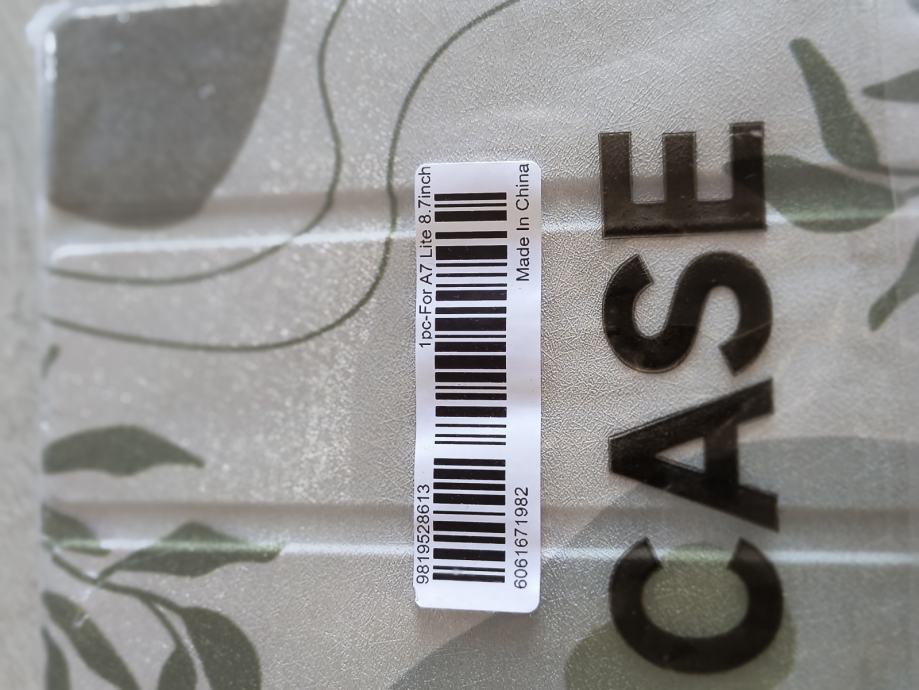 9819528613 1pc-For A7 Lite 8.7inch
6061671982 Made In China
CASE